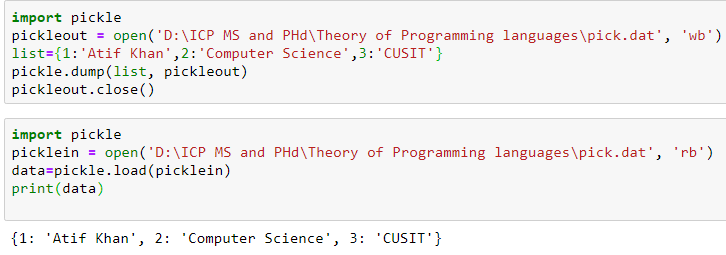 import pickle
pickleout = open('D:\ICP MS and PHd\Theory of Programming languages\pick.dat', 'wb')
list={1:'Atif Khan',2:'Computer Science',3:'CUSIT'}
pickle.dump(list, pickleout)
pickleout.close()
import pickle
picklein = open('D:\ICP MS and PHd\Theory of Programming languages\pick.dat', 'rb')
data=pickle.load(picklein)
print(data)
{1: 'Atif Khan', 2: 'Computer Science', 3: 'CUSIT'}